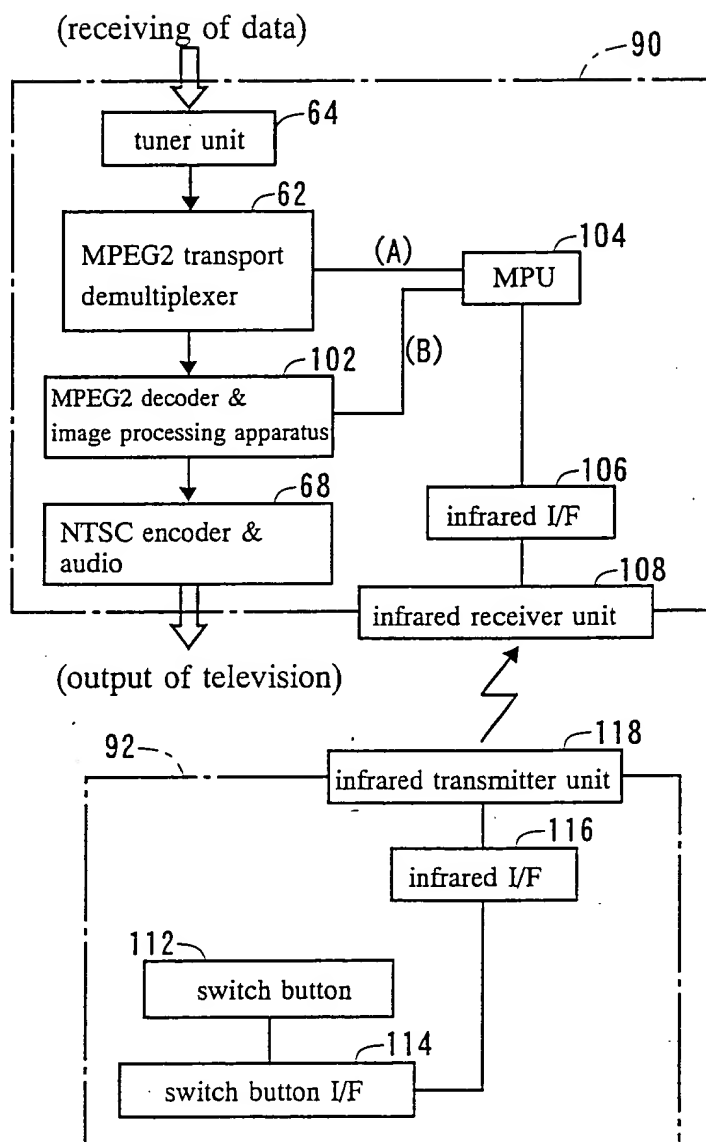 (receiving of data)
90
64
tuner unit
62
MPEG2 transport
demultiplexer
(A)
104
MPU
(B)
102
MPEG2 decoder &
image processing apparatus
106
infrared I/F
68
NTSC encoder &
audio
108
infrared receiver unit
(output of television)
118
92
infrared transmitter unit
116
infrared I/F
112
switch button
114
switch button I/F